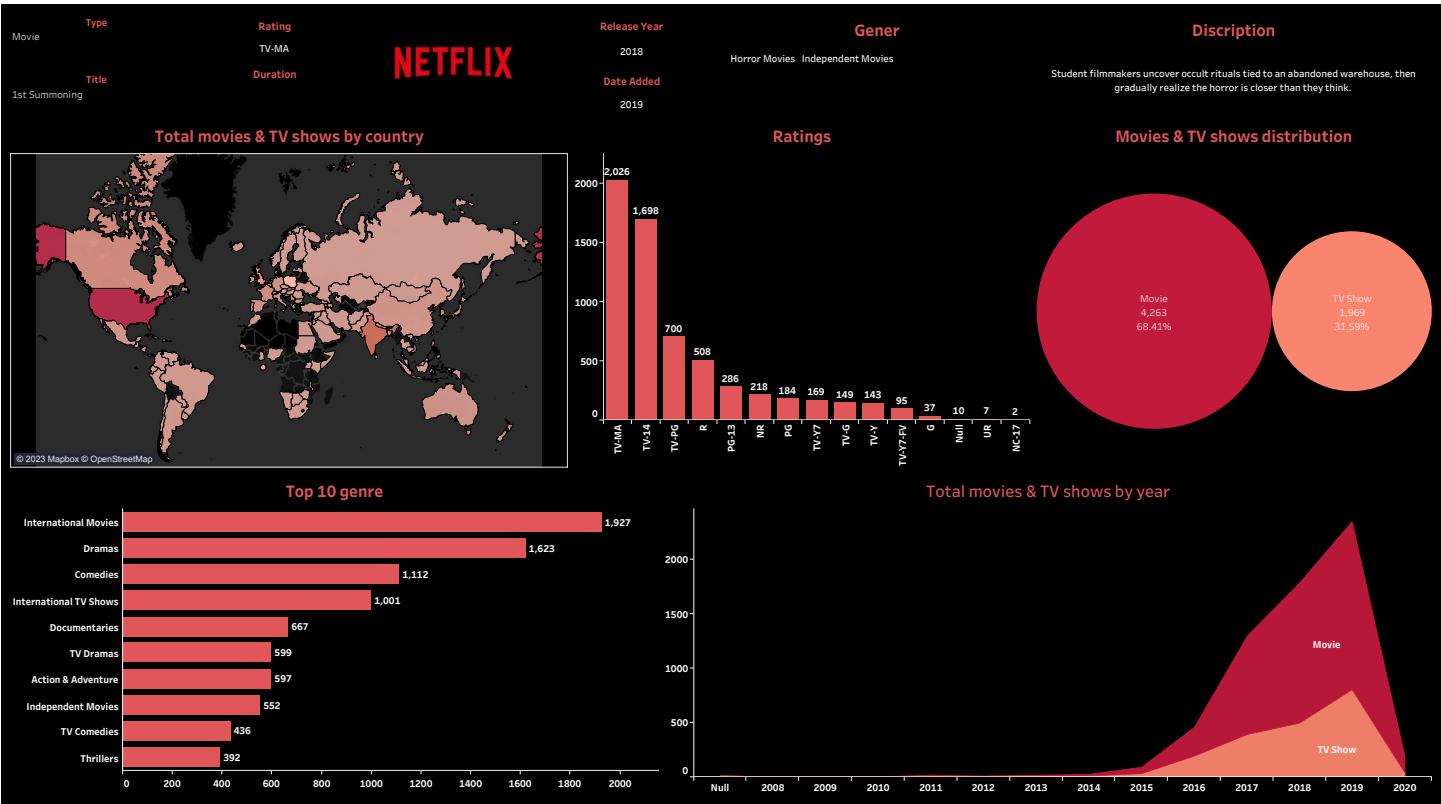 Type
Movie
Title
1st Summoning
Rating
TV-MA
Duration
NETFLIX
Release Year
2018
Date Added
2019
Gener
Horror Movies Independent Movies
Discription
Student filmmakers uncover occult rituals tied to an abandoned warehouse, then
gradually realize the horror is closer than they think.
Total movies & TV shows by country
© 2023 Mapbox © OpenStreetMap
Ratings
2000
1500
1000
500
0
2,026
1,698
700
508
286
218
184
169
149
143
95
37
10
7
2
TV-MA
TV-14
TV-PG
R
PG-13
NR
PG
TV-Y7
TV-G
TV-Y
TV-Y7-FV
G
Null
UR
NC-17
Movies & TV shows distribution
Movie
4,263
68.41%
TV Show
1,969
31.59%
Top 10 genre
International Movies 1,927
Dramas 1,623
Comedies 1,112
International TV Shows 1,001
Documentaries 667
TV Dramas 599
Action & Adventure 597
Independent Movies 552
TV Comedies 436
Thrillers 392
0 200 400 600 800 1000 1200 1400 1600 1800 2000
Total movies & TV shows by year
2000
1500
1000
500
0
Movie
TV Show
Null 2008 2009 2010 2011 2012 2013 2014 2015 2016 2017 2018 2019 2020